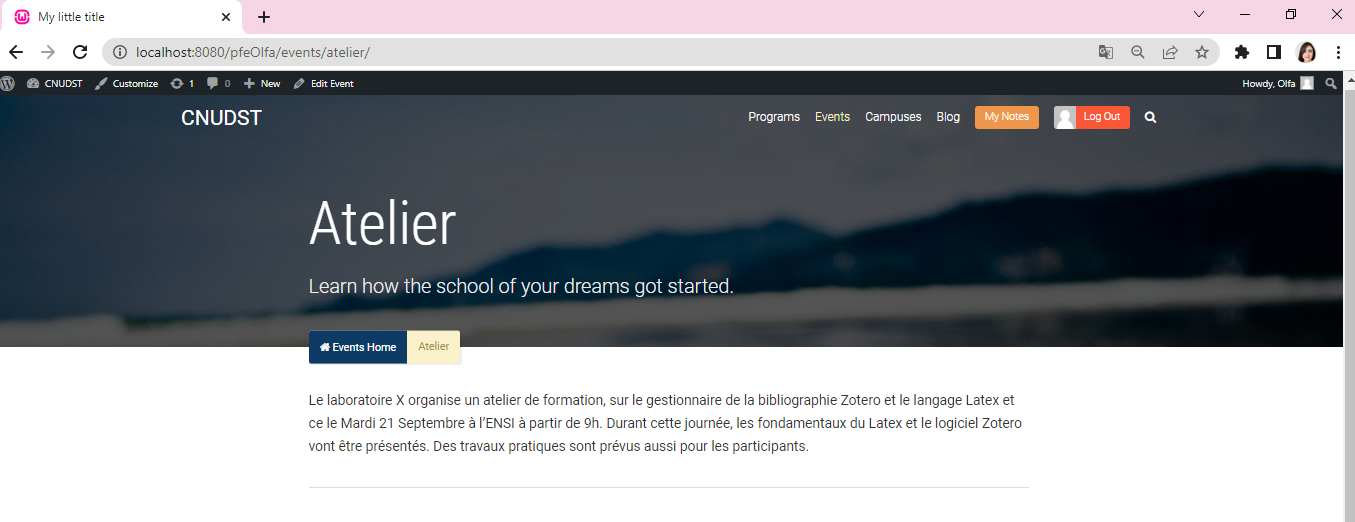 My little title
localhost:8080/pfeOlfa/events/atelier/
CNUDST Customize 1 0 New Edit Event Howdy, Olfa
CNUDST Programs Events Campuses Blog My Notes Log Out
Atelier
Learn how the school of your dreams got started.
Events Home Atelier
Le laboratoire X organise un atelier de formation, sur le gestionnaire de la bibliographie Zotero et le langage Latex et
ce le Mardi 21 Septembre à l’ENSI à partir de 9h. Durant cette journée, les fondamentaux du Latex et le logiciel Zotero
vont être présentés. Des travaux pratiques sont prévus aussi pour les participants.